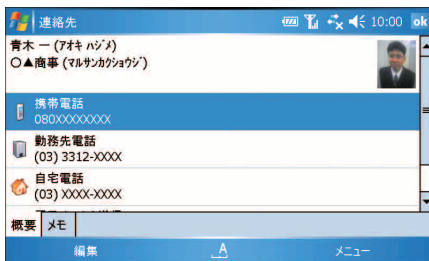 連絡先 10:00 ok
青木 一 (アオキ ハジメ)
○▲商事 (マルサンカクショウジ)
携帯電話
080XXXXXXXX
勤務先電話
(03) 3312-XXXX
自宅電話
(03) XXXX-XXXX
概要 メモ
編集 A メニュー